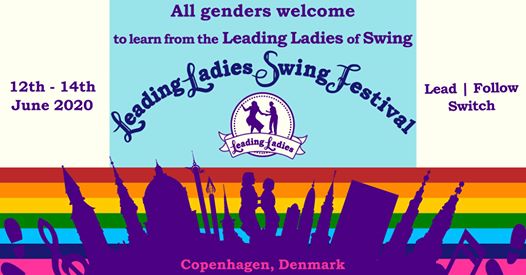 All genders welcome
to learn from the Leading Ladies of Swing
Leading Ladies Swing Festival
12th - 14th
June 2020
Lead | Follow
Switch
Leading Ladies
Copenhagen, Denmark